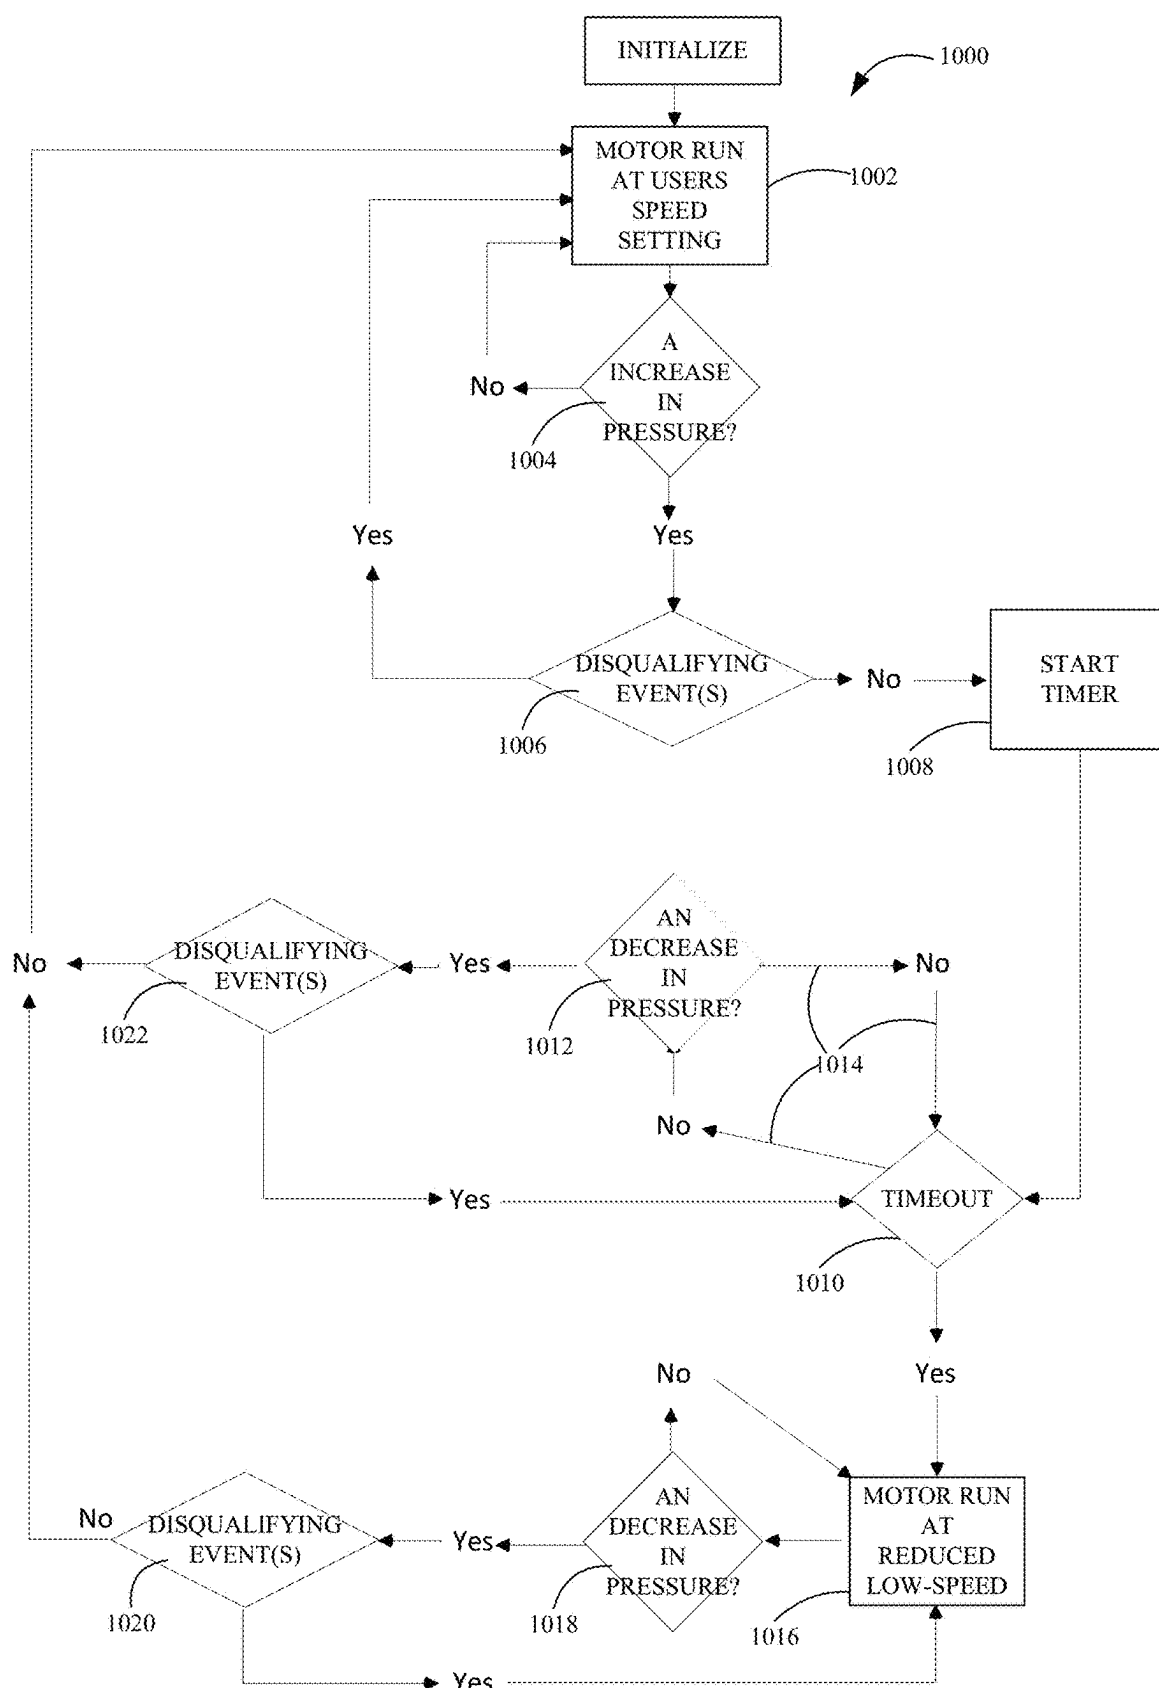 INITIALIZE
1000
MOTOR RUN
AT USERS
SPEED
SETTING
1002
A
INCREASE
IN
PRESSURE?
No
1004
Yes
Yes
DISQUALIFYING
EVENT(S)
No
START
TIMER
1006
1008
AN
DECREASE
IN
PRESSURE?
No
DISQUALIFYING
EVENT(S)
Yes
No
1022
1012
1014
No
Yes
TIMEOUT
1010
No
Yes
AN
DECREASE
IN
PRESSURE?
MOTOR RUN
AT
REDUCED
LOW-SPEED
No
DISQUALIFYING
EVENT(S)
Yes
1020
1018
1016
Yes